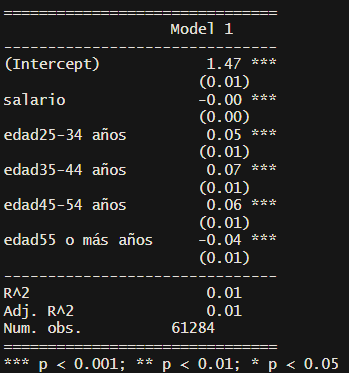 ===============================
Model 1
-------------------------------
(Intercept) 1.47 ***
(0.01)
salario -0.00 ***
(0.00)
edad25-34 años 0.05 ***
(0.01)
edad35-44 años 0.07 ***
(0.01)
edad45-54 años 0.06 ***
(0.01)
edad55 o más años -0.04 ***
(0.01)
-------------------------------
R^2 0.01
Adj. R^2 0.01
Num. obs. 61284
===============================
*** p < 0.001; ** p < 0.01; * p < 0.05